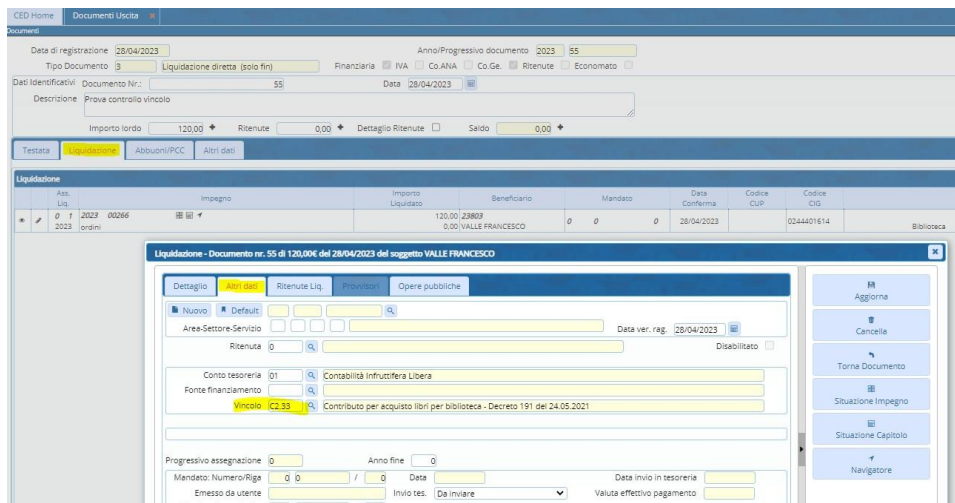 CED Home Documenti Uscita ×
Documenti
Data di registrazione 28/04/2023 Anno/Progressivo documento 2023 55
Tipo Documento 3 Liquidazione diretta (solo fin) Finanziaria IVA Co.ANA Co.Ge. Ritenute Economato
Dati Identificativi Documento Nr.: 55 Data 28/04/2023
Descrizione Prova controllo vincolo
Importo lordo 120,00 Ritenute 0,00 Dettaglio Ritenute Saldo 0,00
Testata Liquidazione Abbuoni/PCC Altri dati
Liquidazione
Ass. Liq. Impegno Importo Liquidato Beneficiario Mandato Data Conferma Codice CUP Codice CIG
0 1 2023 00266 120,00 23803 0 0 0 28/04/2023 0244401614
2023 ordini 0,00 VALLE FRANCESCO Biblioteca
Liquidazione - Documento nr. 55 di 120,00€ del 28/04/2023 del soggetto VALLE FRANCESCO ×
Dettaglio Altri dati Ritenute Liq. Provvisori Opere pubbliche
Nuovo Default
Area-Settore-Servizio Data ver. rag. 28/04/2023
Ritenuta 0 Disabilitato
Conto tesoreria 01 Contabilità Infruttifera Libera
Fonte finanziamento
Vincolo C2.33 Contributo per acquisto libri per biblioteca - Decreto 191 del 24.05.2021
Progressivo assegnazione 0 Anno fine 0
Mandato: Numero/Riga 0 0 / 0 Data Data invio in tesoreria
Emesso da utente Invio tes. Da inviare Valuta effettivo pagamento
Aggiorna
Cancella
Torna Documento
Situazione Impegno
Situazione Capitolo
Navigatore